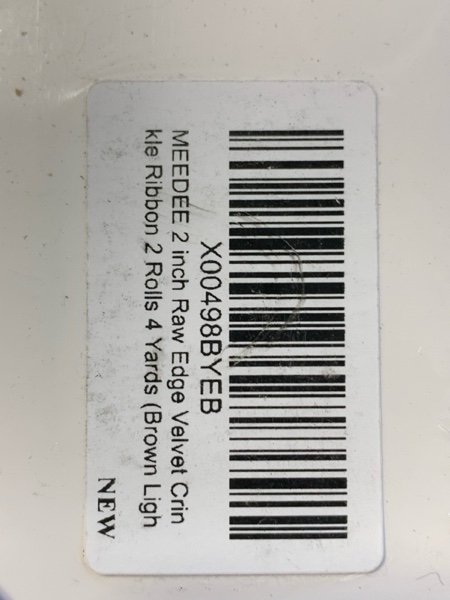 X00498BYEB
MEEDEE 2 inch Raw Edge Velvet Crin
kle Ribbon 2 Rolls 4 Yards (Brown Ligh
NEW